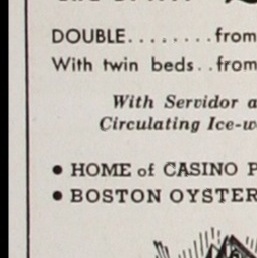 DOUBLE........from
With twin beds..from
With Servidor a
Circulating Ice-w
• HOME of CASINO P
• BOSTON OYSTER